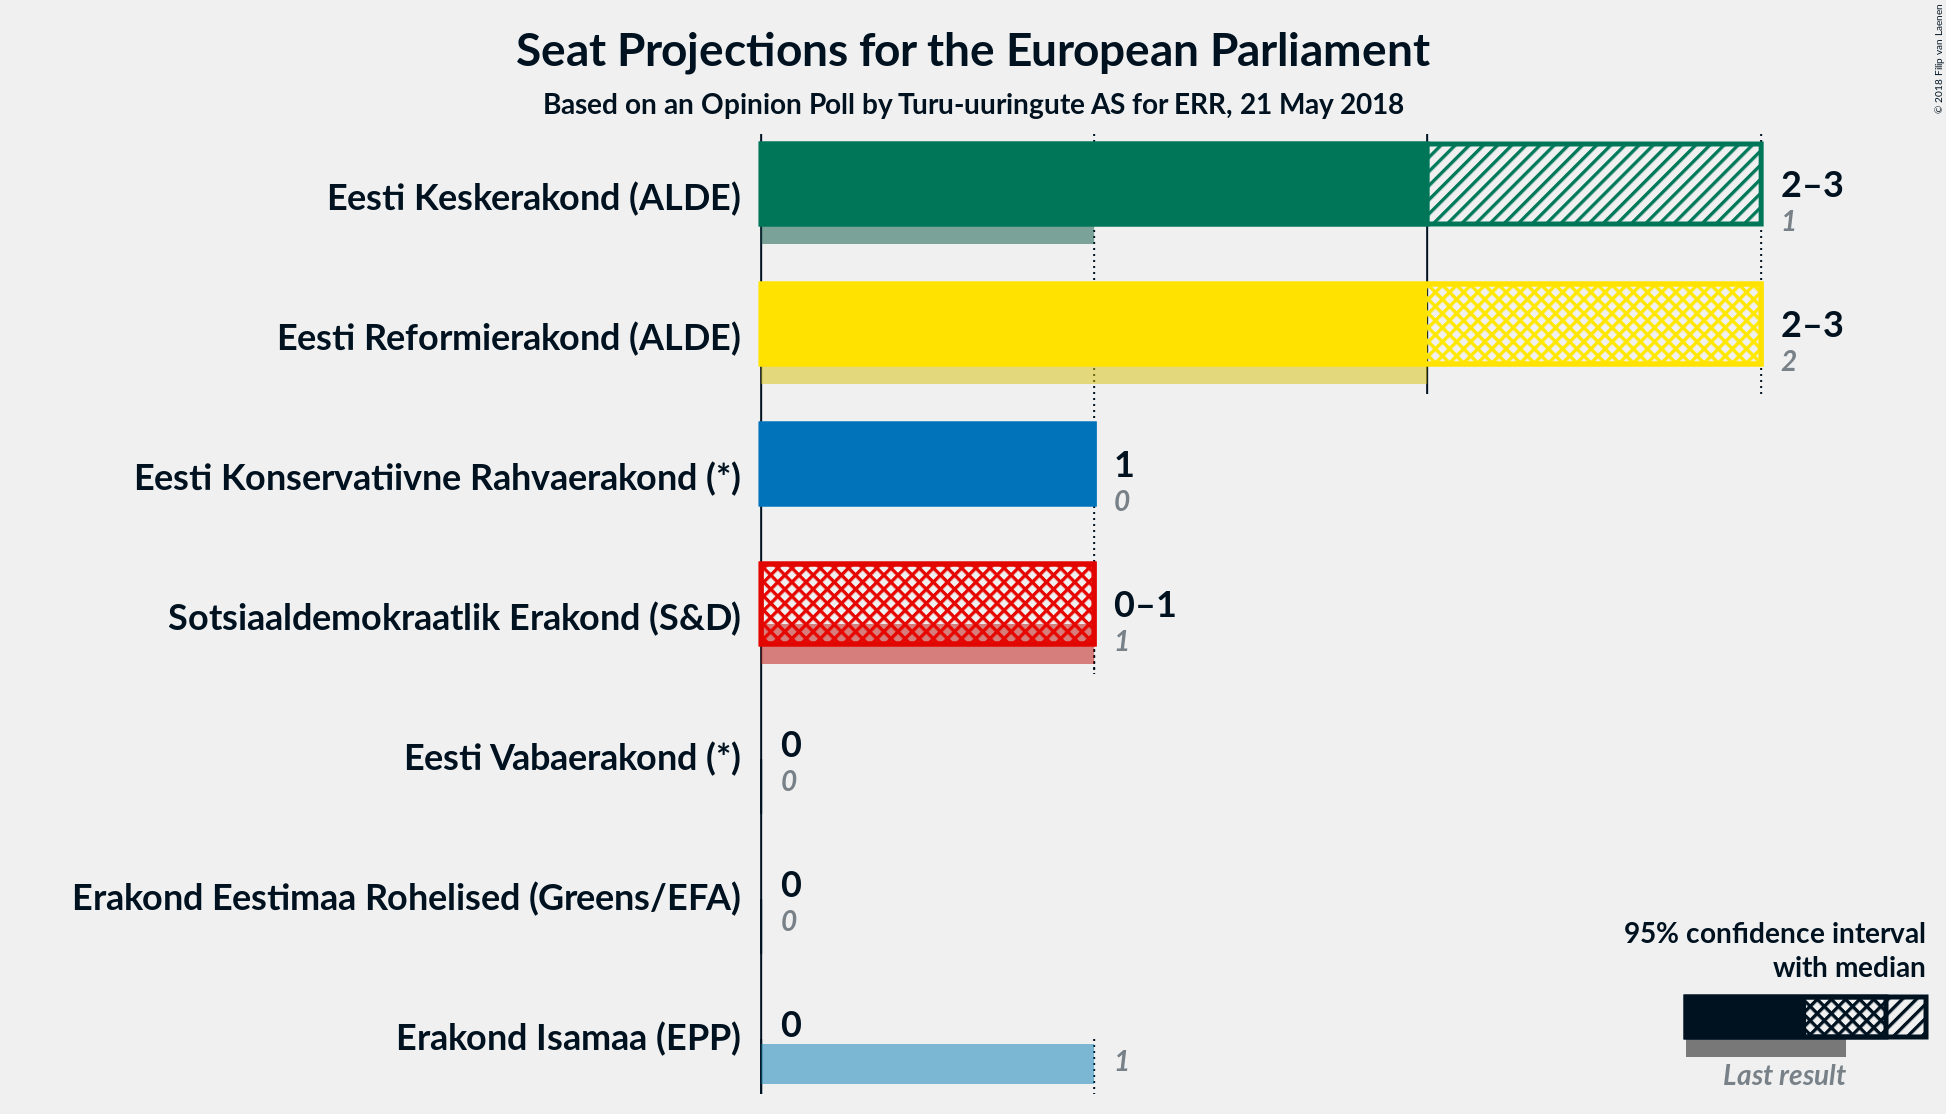 Seat Projections for the European Parliament
Based on an Opinion Poll by Turu-uuringute AS for ERR, 21 May 2018
© 2018 Filip van Laenen
Eesti Keskerakond (ALDE)
2–3
1
Eesti Reformierakond (ALDE)
2–3
2
Eesti Konservatiivne Rahvaerakond (*)
1
0
Sotsiaaldemokraatlik Erakond (S&D)
0–1
1
Eesti Vabaerakond (*)
0
0
Erakond Eestimaa Rohelised (Greens/EFA)
0
0
Erakond Isamaa (EPP)
0
1
95% confidence interval
with median
Last result